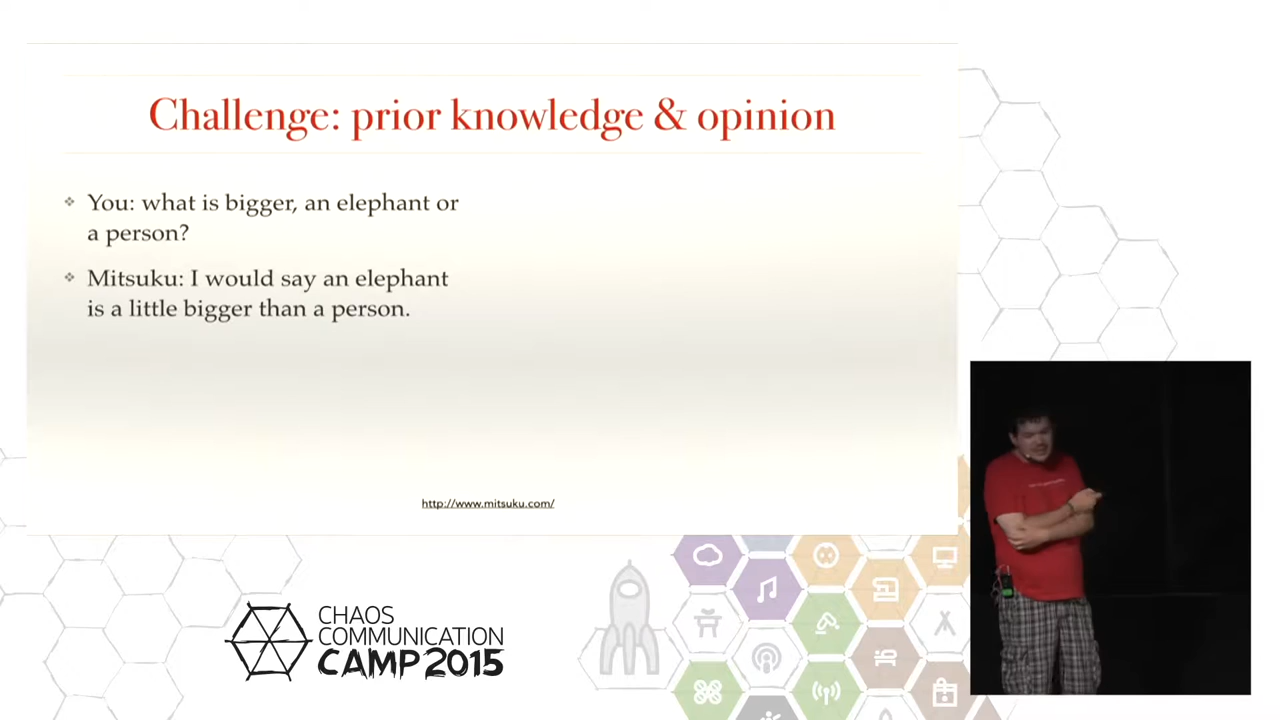 Challenge: prior knowledge & opinion
❖ You: what is bigger, an elephant or
a person?
❖ Mitsuku: I would say an elephant
is a little bigger than a person.
http://www.mitsuku.com/
CHAOS
COMMUNICATION
CAMP 2015